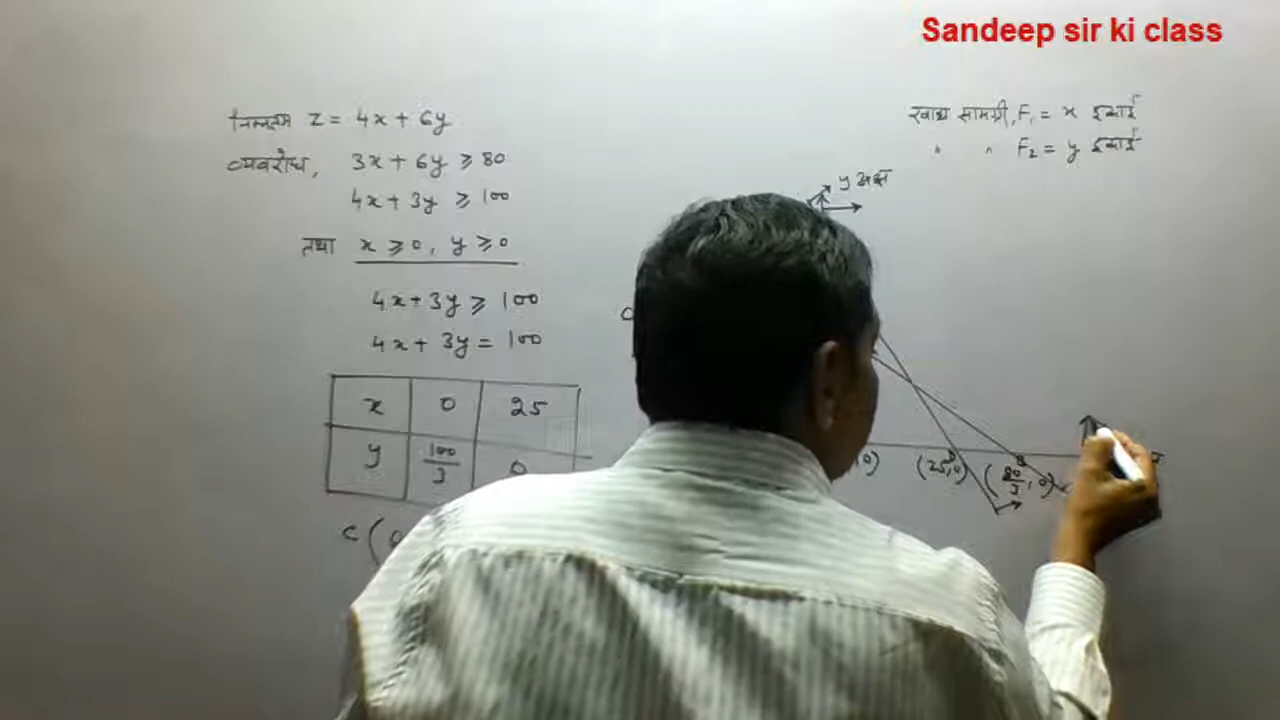 Sandeep sir ki class
निम्नतम Z = 4x + 6y
व्यवरोध, 3x + 6y ≥ 80
4x + 3y ≥ 100
तथा x ≥ 0, y ≥ 0
4x + 3y ≥ 100
4x + 3y = 100
x 0 25
y 100/3 0
C (0
खाद्य सामग्री, F₁ = x इकाई
" " F₂ = y इकाई
y अक्ष
, 0)
(25, 0)
(80/3, 0)